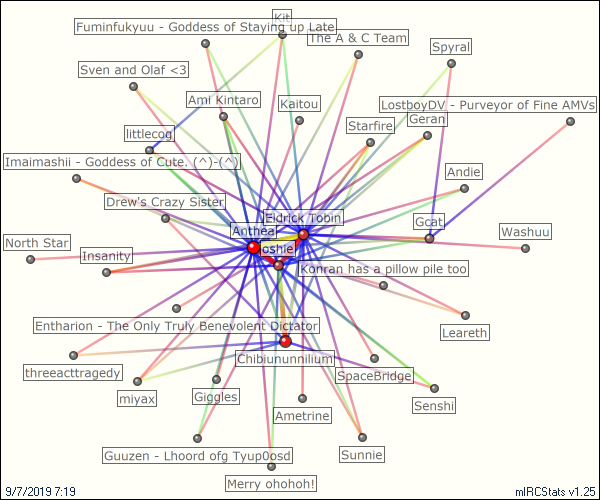 Kit
Fuminfukyuu - Goddess of Staying up Late
The A & C Team
Spyral
Sven and Olaf <3
Ami Kintaro
Kaitou
LostboyDV - Purveyor of Fine AMVs
Starfire
Geran
littlecog
Imaimashii - Goddess of Cute. (^)-(^)
Andie
Drew's Crazy Sister
Eldrick Tobin
Gcat
Anthea
Washuu
North Star
Insanity
oshie
Konran has a pillow pile too
Entharion - The Only Truly Benevolent Dictator
Leareth
Chibiununnilium
threeacttragedy
SpaceBridge
miyax
Giggles
Senshi
Ametrine
Guuzen - Lhoord ofg Tyup0osd
Sunnie
Merry ohohoh!
9/7/2019 7:19
mIRCStats v1.25